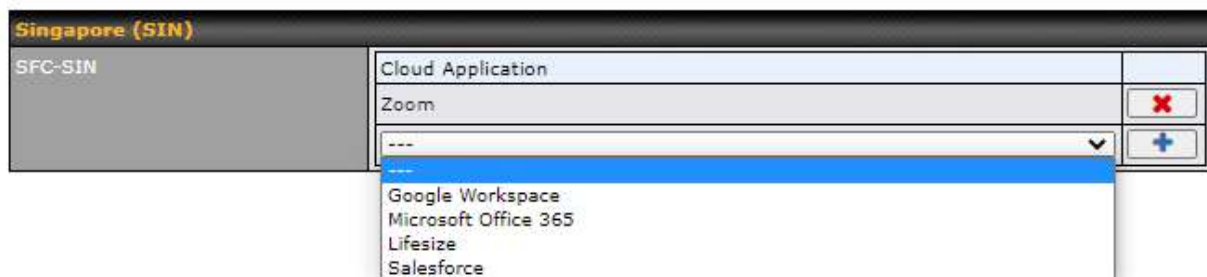 Singapore (SIN)
SFC-SIN
Cloud Application
Zoom
---
---
Google Workspace
Microsoft Office 365
Lifesize
Salesforce